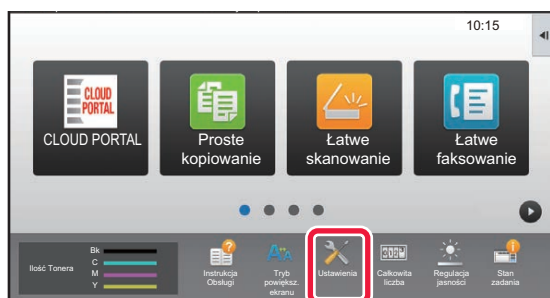 10:15
CLOUD
PORTAL
CLOUD PORTAL
Proste
kopiowanie
Łatwe
skanowanie
Łatwe
faksowanie
Ilość Tonera
Bk
C
M
Y
Instrukcja
Obsługi
Tryb
powiększ.
ekranu
Ustawienia
Całkowita
liczba
Regulacja
jasności
Stan
zadania